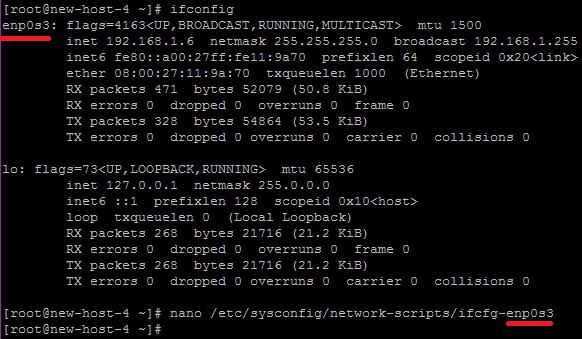 [root@new-host-4 ~]# ifconfig
enp0s3: flags=4163<UP,BROADCAST,RUNNING,MULTICAST> mtu 1500
inet 192.168.1.6 netmask 255.255.255.0 broadcast 192.168.1.255
inet6 fe80::a00:27ff:fe11:9a70 prefixlen 64 scopeid 0x20<link>
ether 08:00:27:11:9a:70 txqueuelen 1000 (Ethernet)
RX packets 471 bytes 52079 (50.8 KiB)
RX errors 0 dropped 0 overruns 0 frame 0
TX packets 328 bytes 54864 (53.5 KiB)
TX errors 0 dropped 0 overruns 0 carrier 0 collisions 0
lo: flags=73<UP,LOOPBACK,RUNNING> mtu 65536
inet 127.0.0.1 netmask 255.0.0.0
inet6 ::1 prefixlen 128 scopeid 0x10<host>
loop txqueuelen 0 (Local Loopback)
RX packets 268 bytes 21716 (21.2 KiB)
RX errors 0 dropped 0 overruns 0 frame 0
TX packets 268 bytes 21716 (21.2 KiB)
TX errors 0 dropped 0 overruns 0 carrier 0 collisions 0
[root@new-host-4 ~]# nano /etc/sysconfig/network-scripts/ifcfg-enp0s3
[root@new-host-4 ~]#